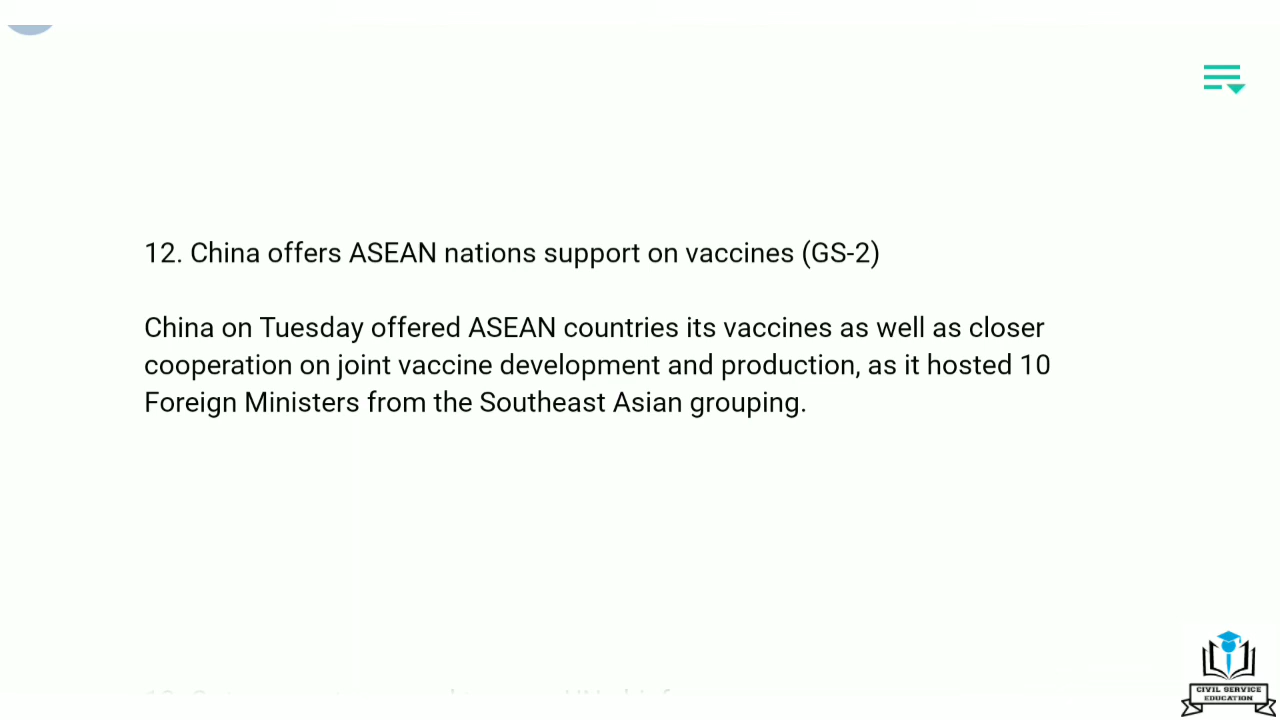 12. China offers ASEAN nations support on vaccines (GS-2)
China on Tuesday offered ASEAN countries its vaccines as well as closer
cooperation on joint vaccine development and production, as it hosted 10
Foreign Ministers from the Southeast Asian grouping.
CIVIL SERVICE
EDUCATION